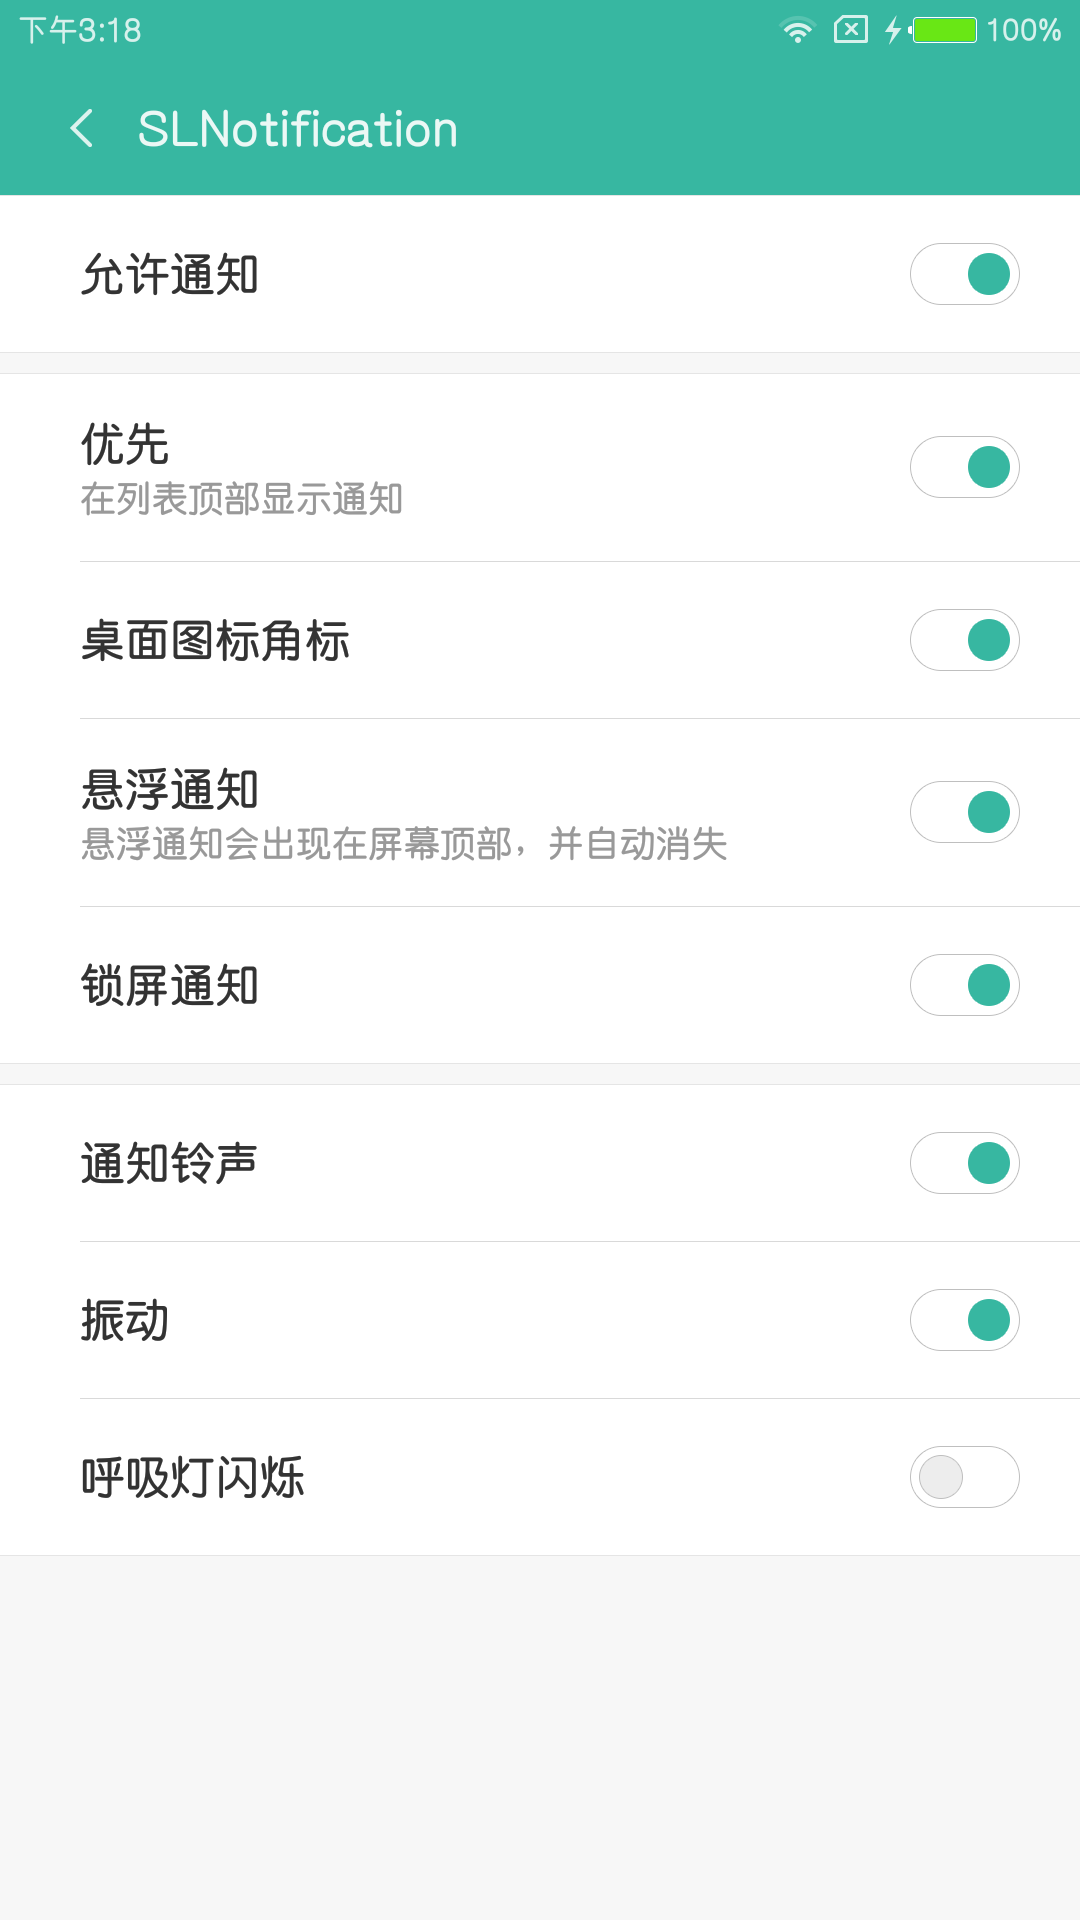 下午3:18 100%
SLNotification
允许通知
优先
在列表顶部显示通知
桌面图标角标
悬浮通知
悬浮通知会出现在屏幕顶部，并自动消失
锁屏通知
通知铃声
振动
呼吸灯闪烁